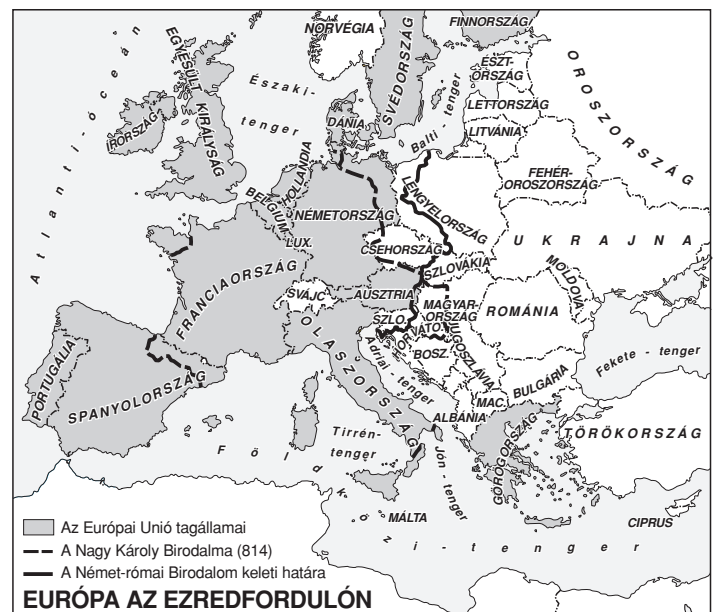 NORVÉGIA
SVÉDORSZÁG
FINNORSZÁG
ÉSZT-
ORSZÁG
LETTORSZÁG
LITVÁNIA
OROSZORSZÁG
FEHÉR-
OROSZORSZÁG
Atlanti-óceán
EGYESÜLT KIRÁLYSÁG
ÍRORSZÁG
Északi-
tenger
DÁNIA
Balti-tenger
HOLLANDIA
BELGIUM
LUX.
NÉMETORSZÁG
LENGYELORSZÁG
CSEHORSZÁG
SZLOVÁKIA
UKRAJNA
MOLDOVA
FRANCIAORSZÁG
SVÁJC
AUSZTRIA
MAGYAR-
ORSZÁG
ROMÁNIA
SZLO.
HORVÁTO.
BOSZ.
JUGOSZLÁVIA
OLASZORSZÁG
Adriai-tenger
BULGÁRIA
Fekete-tenger
MAC.
ALBÁNIA
PORTUGÁLIA
SPANYOLORSZÁG
Tirrén-
tenger
Jón-tenger
GÖRÖGORSZÁG
TÖRÖKORSZÁG
Földközi-tenger
MÁLTA
CIPRUS
Az Európai Unió tagállamai
A Nagy Károly Birodalma (814)
A Német-római Birodalom keleti határa
EURÓPA AZ EZREDFORDULÓN